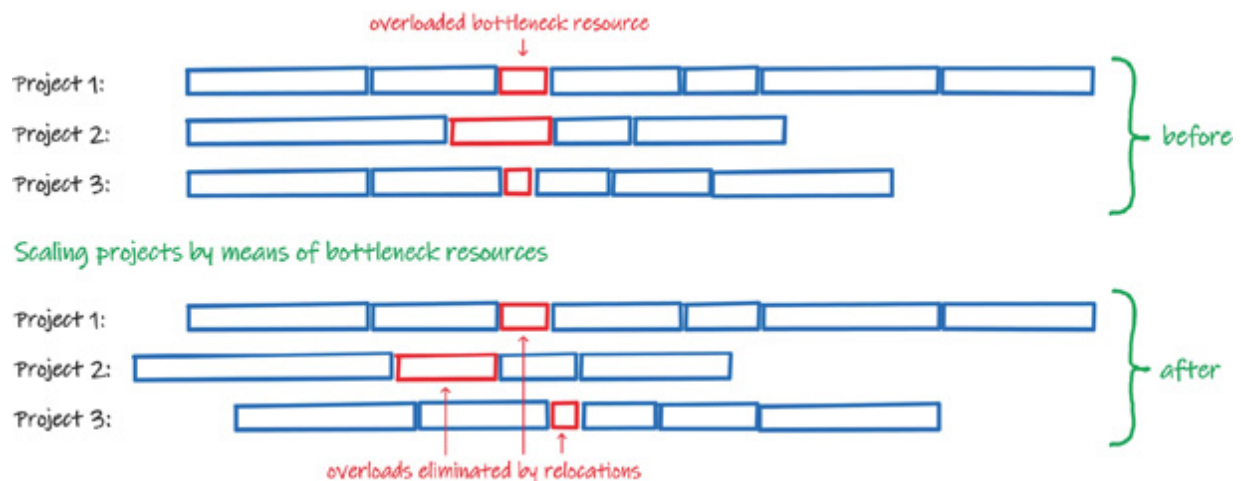 overloaded bottleneck resource
Project 1:
Project 2:
before
Project 3:
Scaling projects by means of bottleneck resources
Project 1:
Project 2:
after
Project 3:
overloads eliminated by relocations